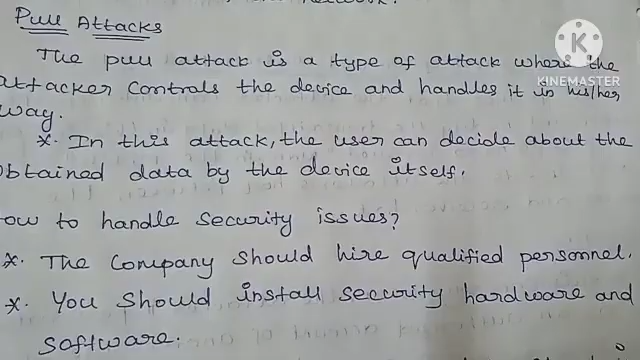 Pull Attacks
The pull attack is a type of attack where the
attacker controls the device and handles it in his/her
way.
*. In this attack, the user can decide about the
obtained data by the device itself.
ow to handle security issues?
*. The company should hire qualified personnel.
*. You should install security hardware and
software.
KINEMASTER